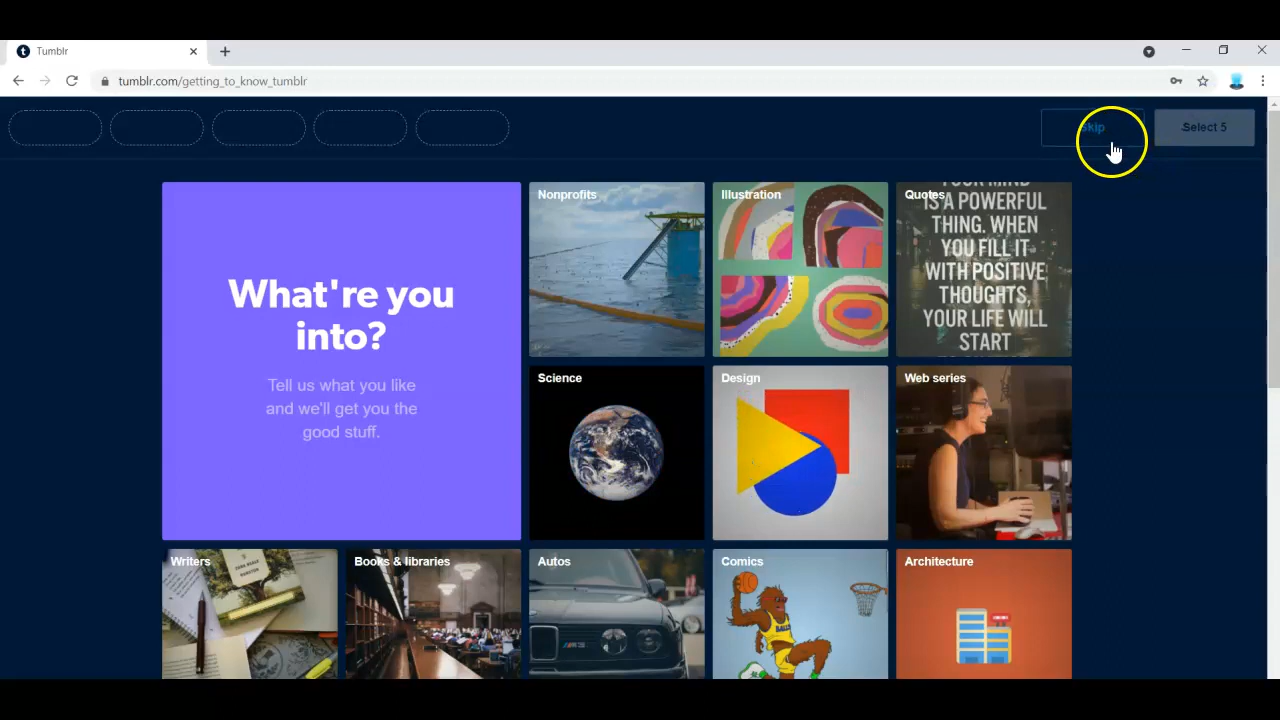 Tumblr
tumblr.com/getting_to_know_tumblr
Skip
Select 5
What're you
into?
Tell us what you like
and we'll get you the
good stuff.
Nonprofits
Illustration
Quotes
IS A POWERFUL
THING. WHEN
YOU FILL IT
WITH POSITIVE
THOUGHTS,
YOUR LIFE WILL
START
Science
Design
Web series
Writers
Books & libraries
Autos
Comics
Architecture